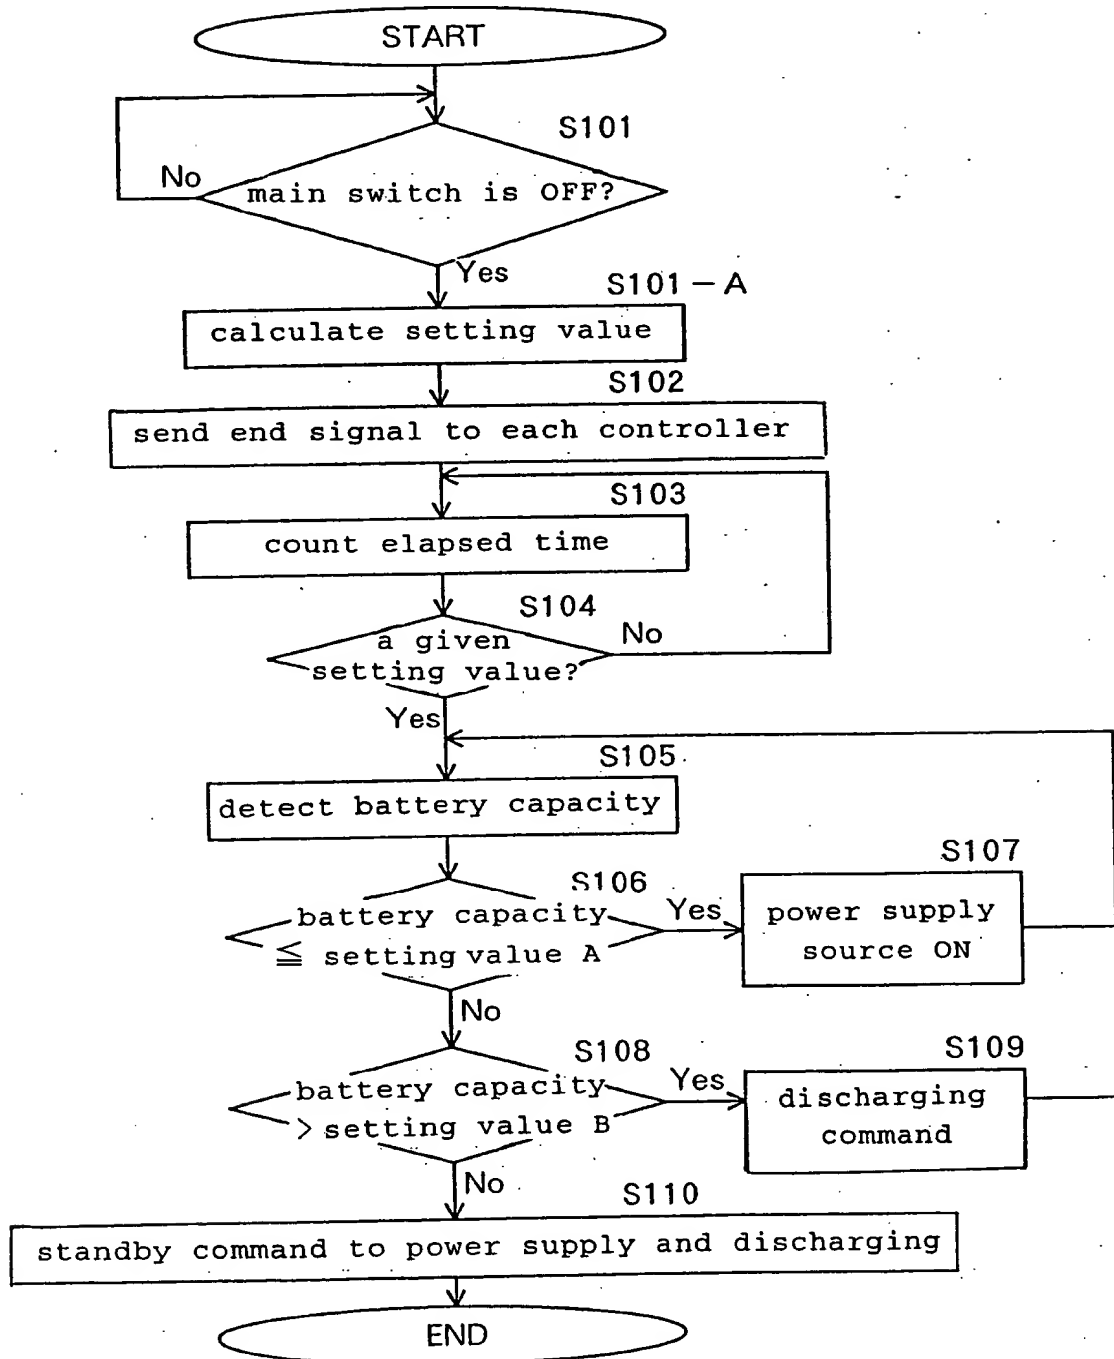 START
S101
No
main switch is OFF?
Yes
S101 – A
calculate setting value
S102
send end signal to each controller
S103
count elapsed time
S104
a given
setting value?
No
Yes
S105
detect battery capacity
S106
battery capacity
≦ setting value A
Yes
S107
power supply
source ON
No
S108
battery capacity
> setting value B
Yes
S109
discharging
command
No
S110
standby command to power supply and discharging
END